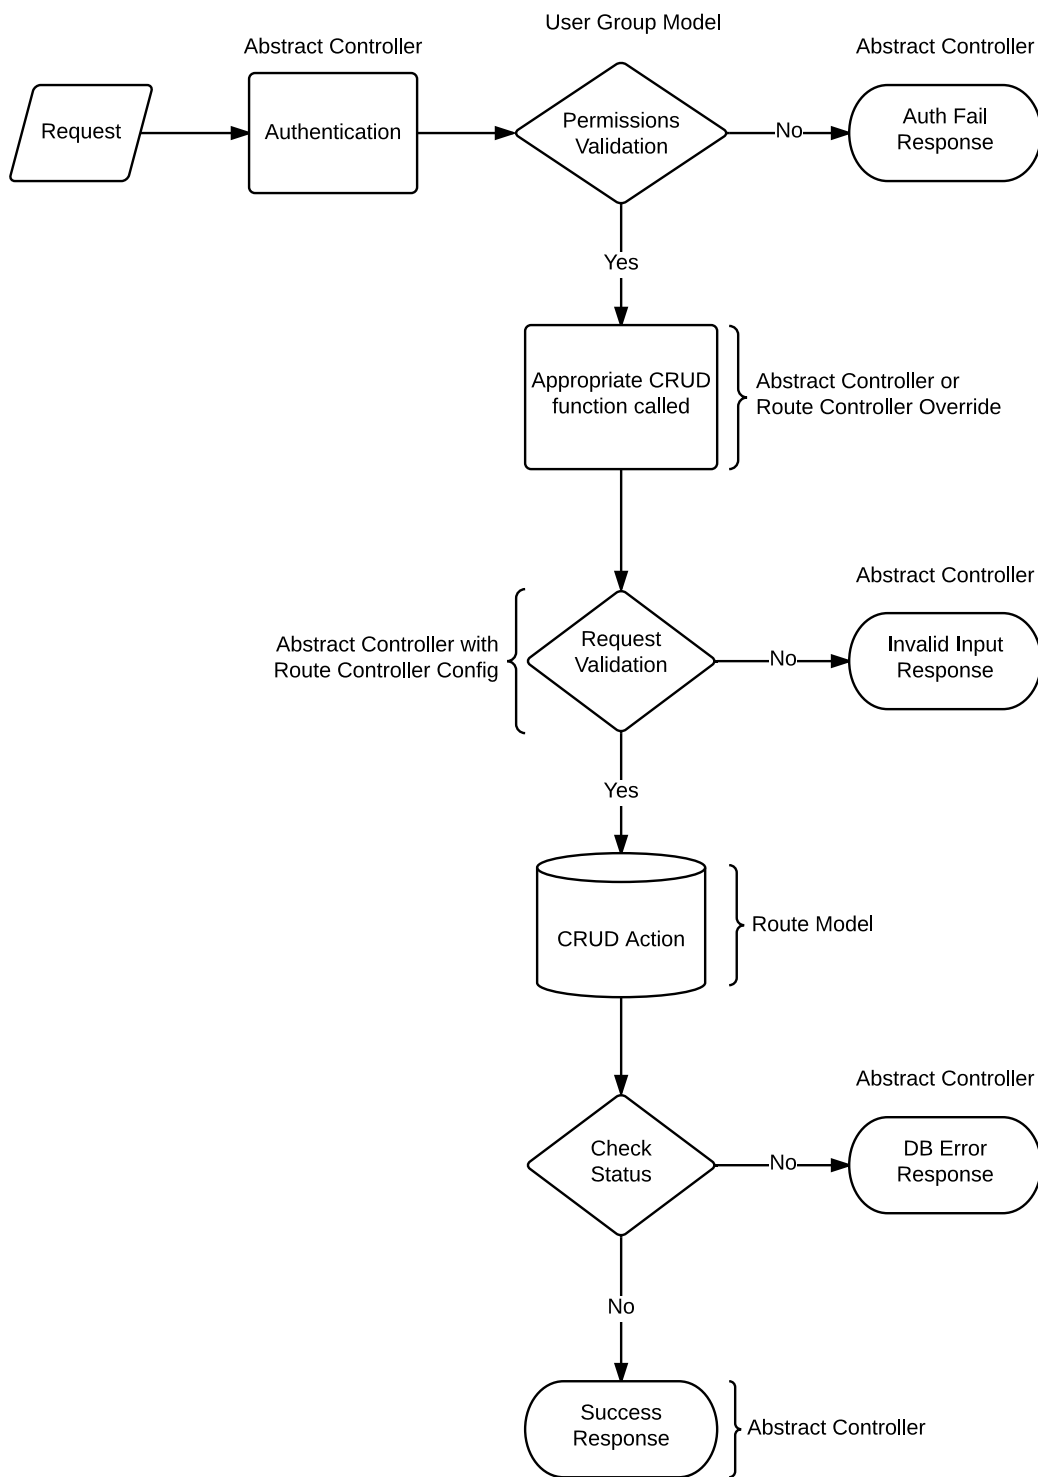 User Group Model
Abstract Controller
Abstract Controller
Request
Authentication
Permissions
Validation
No
Auth Fail
Response
Yes
Appropriate CRUD
function called
Abstract Controller or
Route Controller Override
Abstract Controller
Abstract Controller with
Route Controller Config
Request
Validation
No
Invalid Input
Response
Yes
CRUD Action
Route Model
Abstract Controller
Check
Status
No
DB Error
Response
No
Success
Response
Abstract Controller